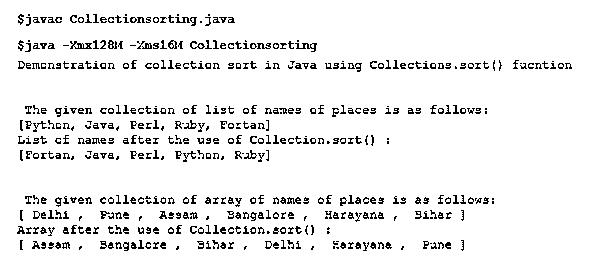 $javac Collectionsorting.java
$java -Xmx128M -Xms16M Collectionsorting
Demonstration of collection sort in Java using Collections.sort() fucntion
The given collection of list of names of places is as follows:
[Python, Java, Perl, Ruby, Fortan]
List of names after the use of Collection.sort() :
[Fortan, Java, Perl, Python, Ruby]
The given collection of array of names of places is as follows:
[ Delhi , Pune , Assam , Bangalore , Harayana , Bihar ]
Array after the use of Collection.sort() :
[ Assam , Bangalore , Bihar , Delhi , Harayana , Pune ]